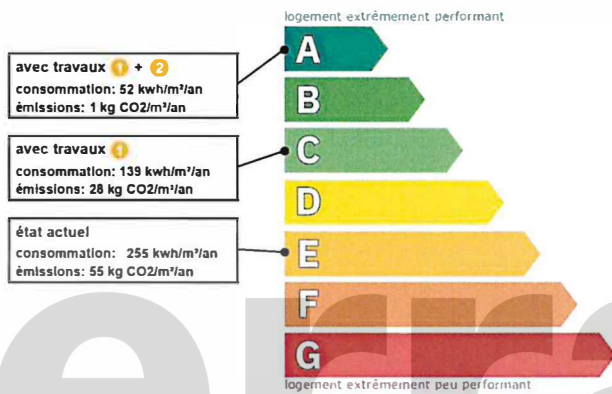 logement extrêmement performant
A
avec travaux 1 + 2
consommation: 52 kwh/m²/an
émissions: 1 kg CO2/m²/an
B
avec travaux 1
consommation: 139 kwh/m²/an
émissions: 28 kg CO2/m²/an
C
D
état actuel
consommation: 255 kwh/m²/an
émissions: 55 kg CO2/m²/an
E
F
G
logement extrêmement peu performant